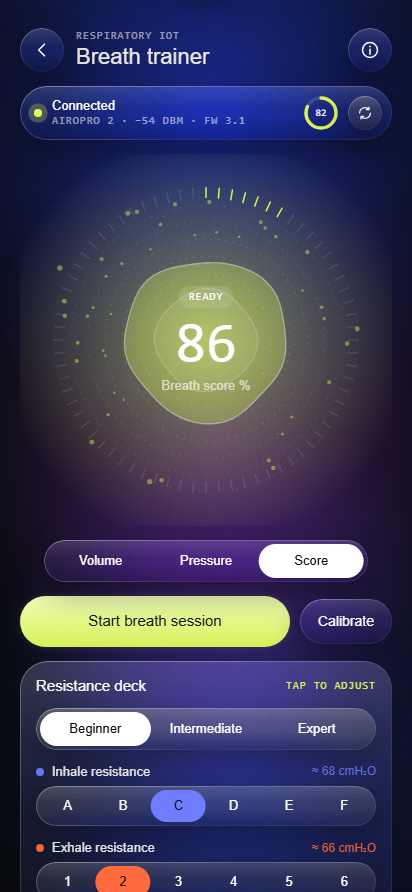 RESPIRATORY IOT
Breath trainer
Connected
AIROPRO 2 · −54 DBM · FW 3.1
82
READY
86
Breath score %
Volume Pressure Score
Start breath session Calibrate
Resistance deck TAP TO ADJUST
Beginner Intermediate Expert
Inhale resistance ≈ 68 cmH₂O
A B C D E F
Exhale resistance ≈ 66 cmH₂O
1 2 3 4 5 6